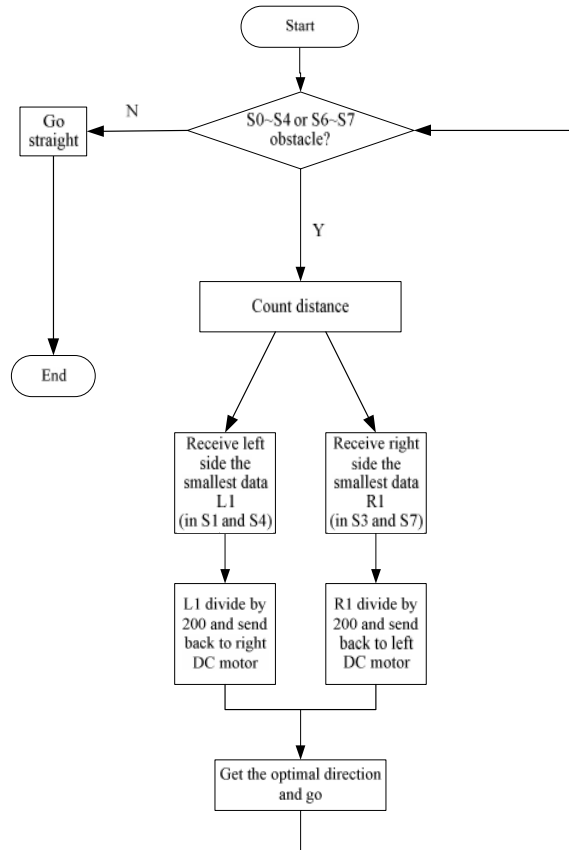 Start
S0~S4 or S6~S7
obstacle?
N
Go
straight
Y
Count distance
End
Receive left
side the
smallest data
L1
(in S1 and S4)
Receive right
side the
smallest data
R1
(in S3 and S7)
L1 divide by
200 and send
back to right
DC motor
R1 divide by
200 and send
back to left
DC motor
Get the optimal direction
and go